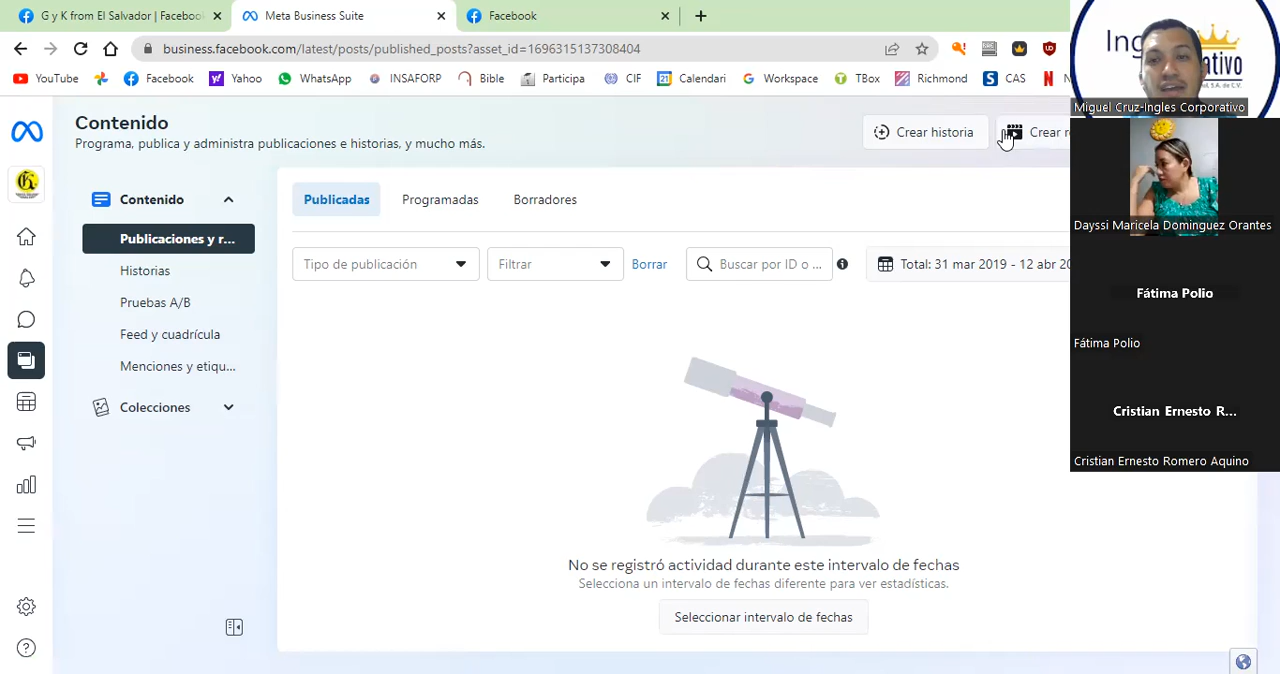 G y K from El Salvador | Facebook
Meta Business Suite
Facebook
business.facebook.com/latest/posts/published_posts?asset_id=1696315137308404
YouTube
Facebook
Yahoo
WhatsApp
INSAFORP
Bible
Participa
CIF
Calendari
Workspace
TBox
Richmond
CAS
Contenido
Programa, publica y administra publicaciones e historias, y mucho más.
Crear historia
Crear r
Contenido
Publicaciones y r...
Historias
Pruebas A/B
Feed y cuadrícula
Menciones y etiqu...
Colecciones
Publicadas
Programadas
Borradores
Tipo de publicación
Filtrar
Borrar
Buscar por ID o ...
Total: 31 mar 2019 - 12 abr 20
No se registró actividad durante este intervalo de fechas
Selecciona un intervalo de fechas diferente para ver estadísticas.
Seleccionar intervalo de fechas
Miguel Cruz-Ingles Corporativo
Dayssi Maricela Dominguez Orantes
Fátima Polio
Fátima Polio
Cristian Ernesto R...
Cristian Ernesto Romero Aquino